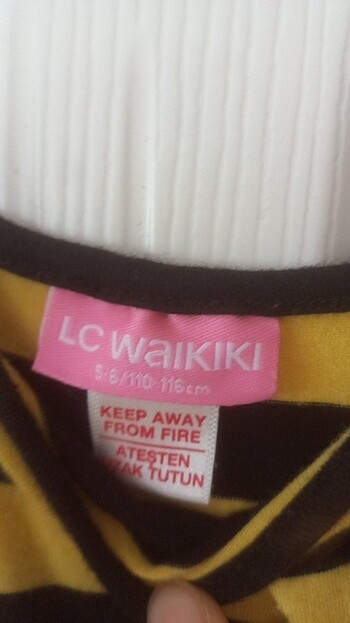 LC WAIKIKI
5-6/110-116cm
KEEP AWAY
FROM FIRE
ATEŞTEN
UZAK TUTUN